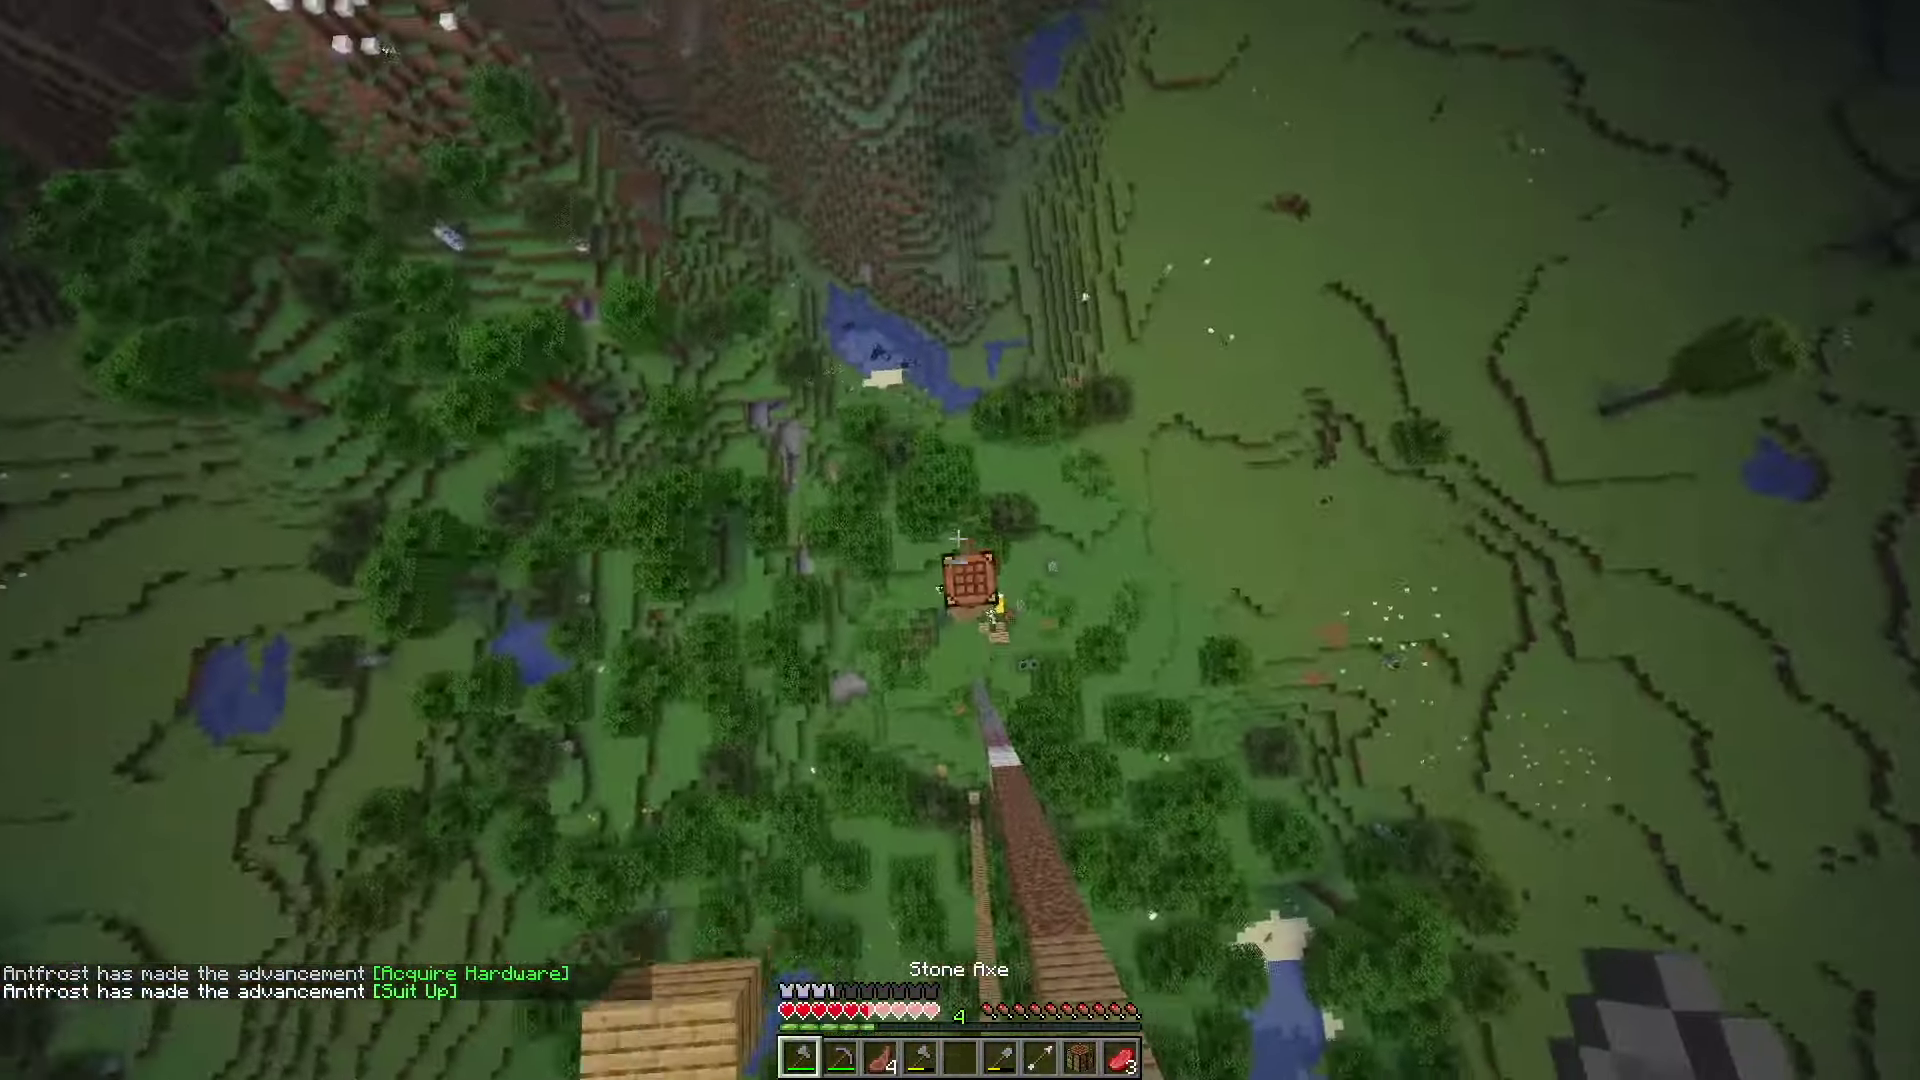 Stone Axe
Antfrost has made the advancement [Acquire Hardware]
Antfrost has made the advancement [Suit Up]
4
4
3